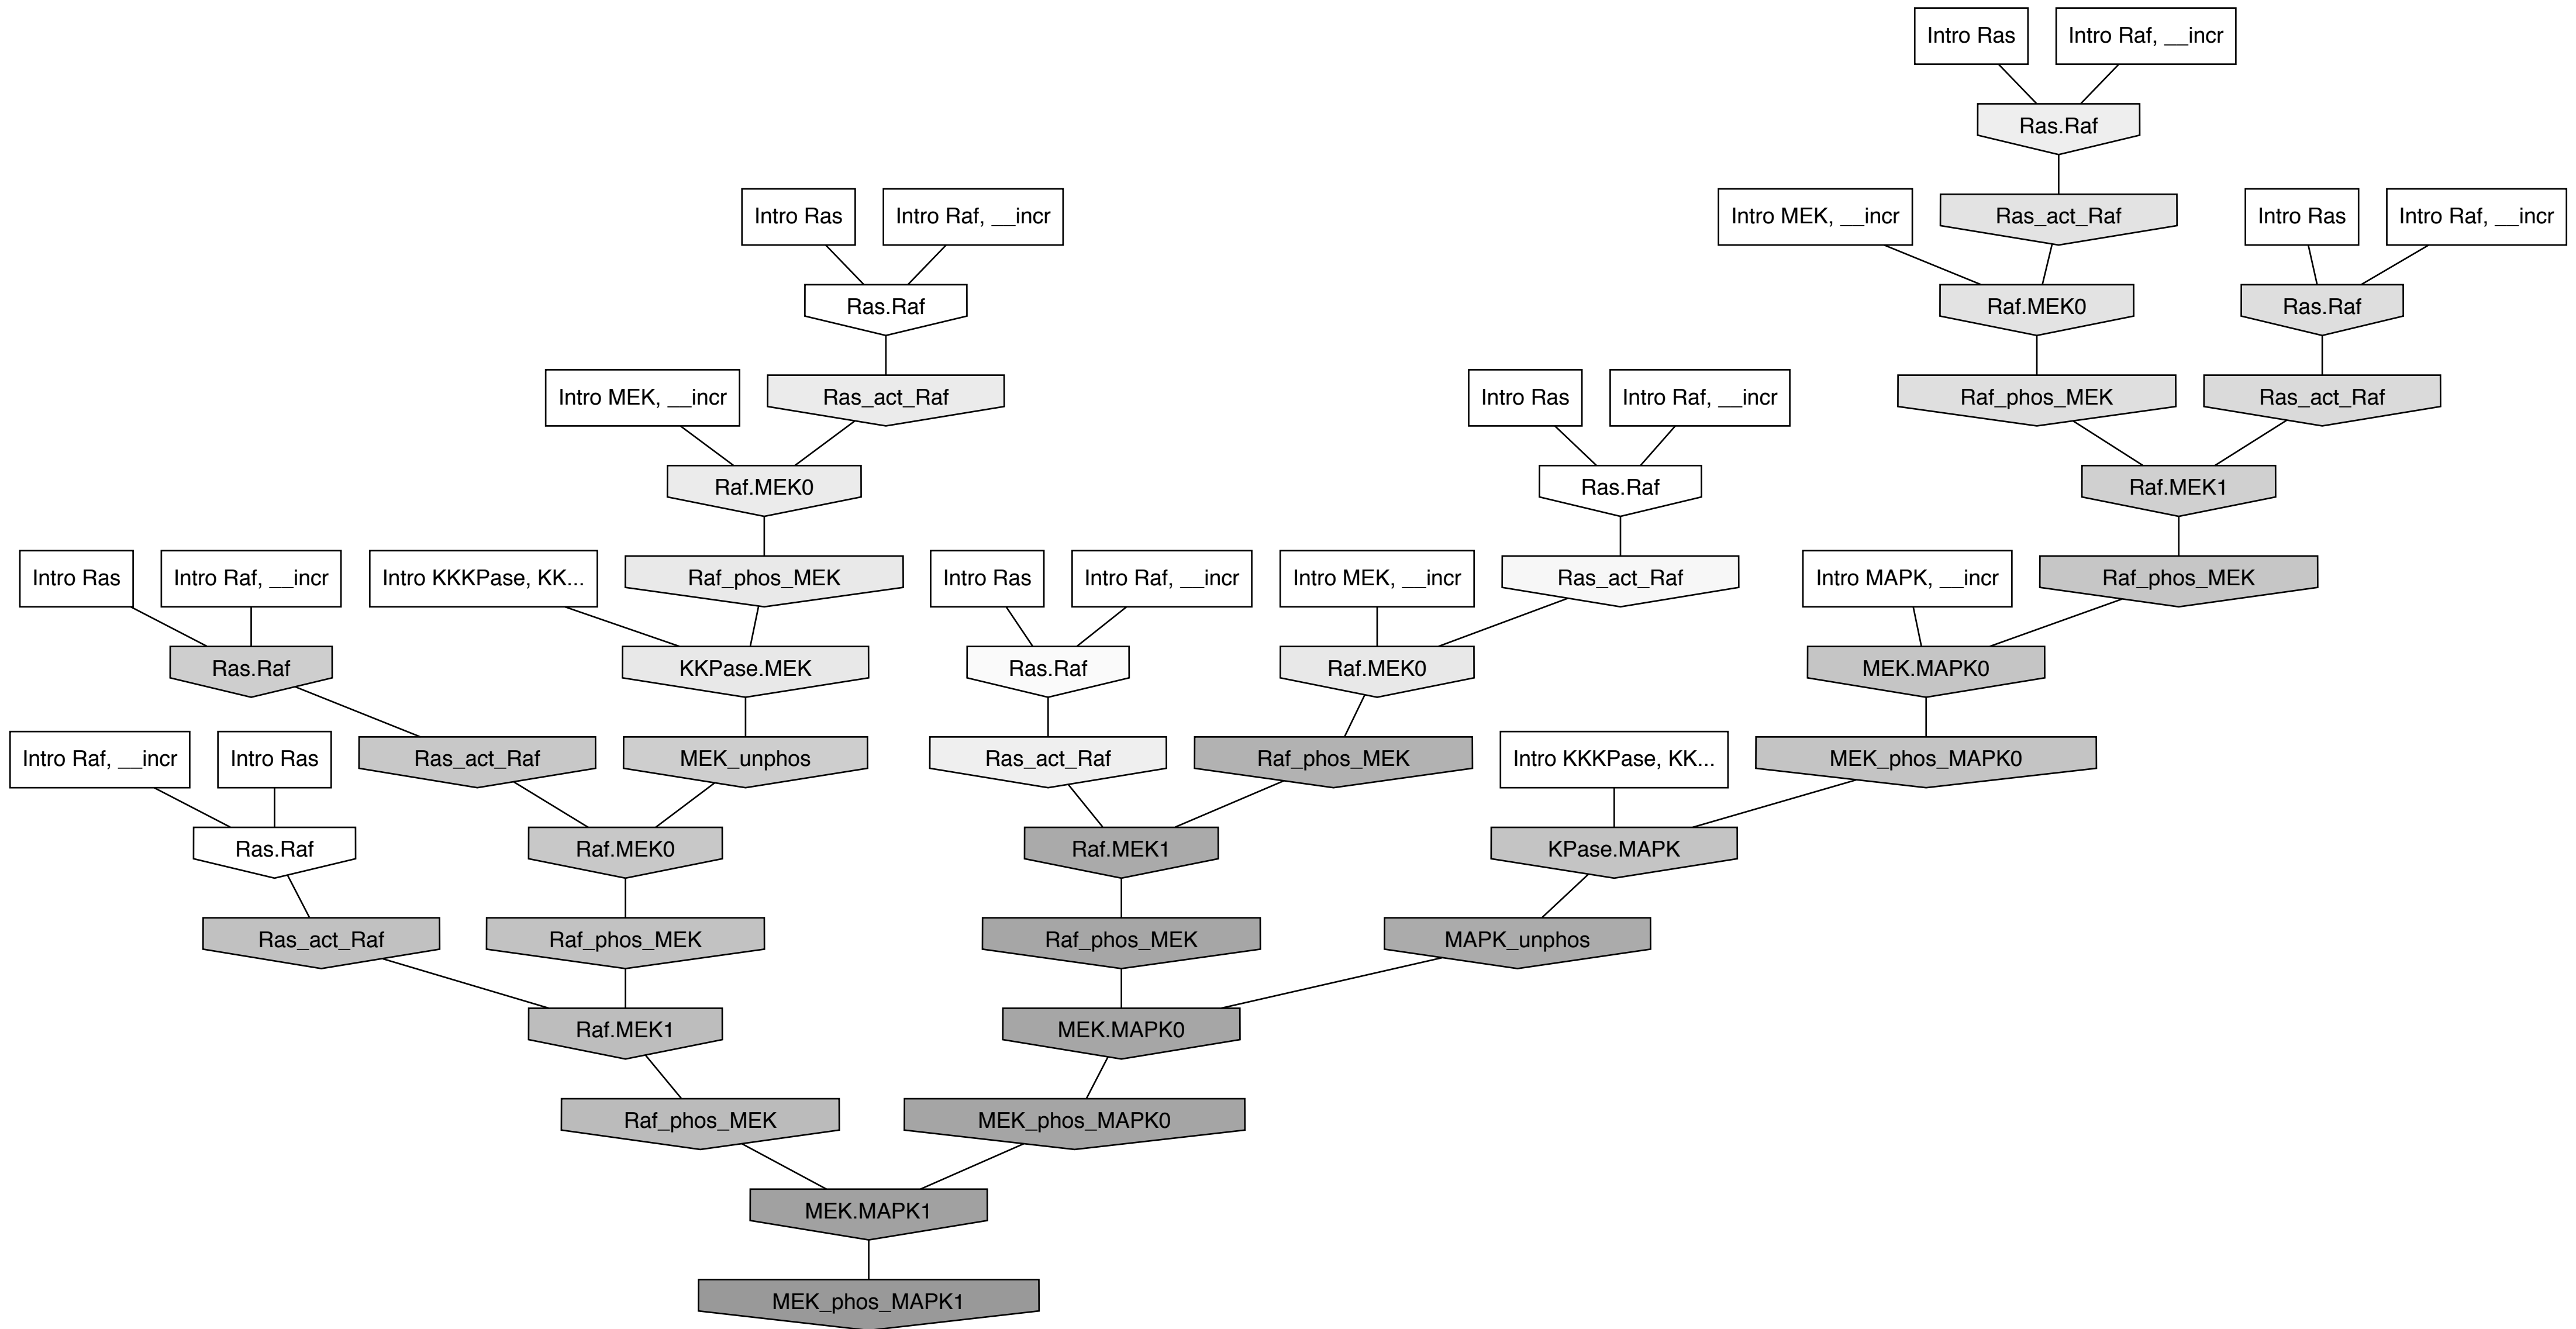 Intro Ras
Intro Raf, __incr
Ras.Raf
Intro Ras
Intro Raf, __incr
Intro MEK, __incr
Ras_act_Raf
Intro Ras
Intro Raf, __incr
Ras.Raf
Raf.MEK0
Ras.Raf
Intro MEK, __incr
Ras_act_Raf
Intro Ras
Intro Raf, __incr
Raf_phos_MEK
Ras_act_Raf
Raf.MEK0
Ras.Raf
Raf.MEK1
Intro Ras
Intro Raf, __incr
Intro KKKPase, KK...
Raf_phos_MEK
Intro Ras
Intro Raf, __incr
Intro MEK, __incr
Ras_act_Raf
Intro MAPK, __incr
Raf_phos_MEK
Ras.Raf
KKPase.MEK
Ras.Raf
Raf.MEK0
MEK.MAPK0
Intro Raf, __incr
Intro Ras
Ras_act_Raf
MEK_unphos
Ras_act_Raf
Raf_phos_MEK
Intro KKKPase, KK...
MEK_phos_MAPK0
Ras.Raf
Raf.MEK0
Raf.MEK1
KPase.MAPK
Ras_act_Raf
Raf_phos_MEK
Raf_phos_MEK
MAPK_unphos
Raf.MEK1
MEK.MAPK0
Raf_phos_MEK
MEK_phos_MAPK0
MEK.MAPK1
MEK_phos_MAPK1